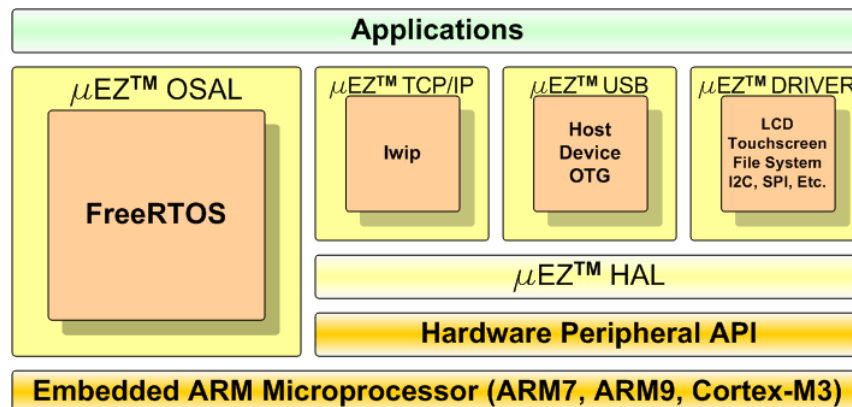 Applications
μEZ™ OSAL
FreeRTOS
μEZ™ TCP/IP
lwip
μEZ™ USB
Host
Device
OTG
μEZ™ DRIVER
LCD
Touchscreen
File System
I2C, SPI, Etc.
μEZ™ HAL
Hardware Peripheral API
Embedded ARM Microprocessor (ARM7, ARM9, Cortex-M3)